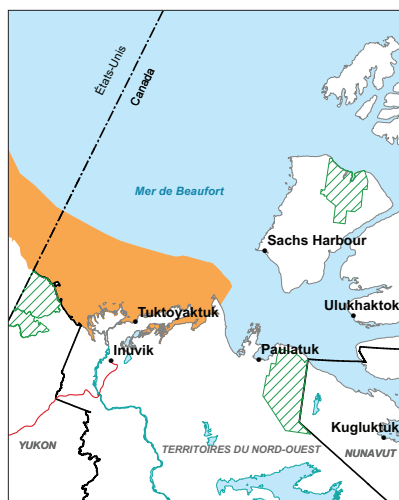 États-Unis
Canada
Mer de Beaufort
Sachs Harbour
Ulukhaktok
Tuktoyaktuk
Inuvik
Paulatuk
Kugluktuk
YUKON
TERRITOIRES DU NORD-OUEST
NUNAVUT